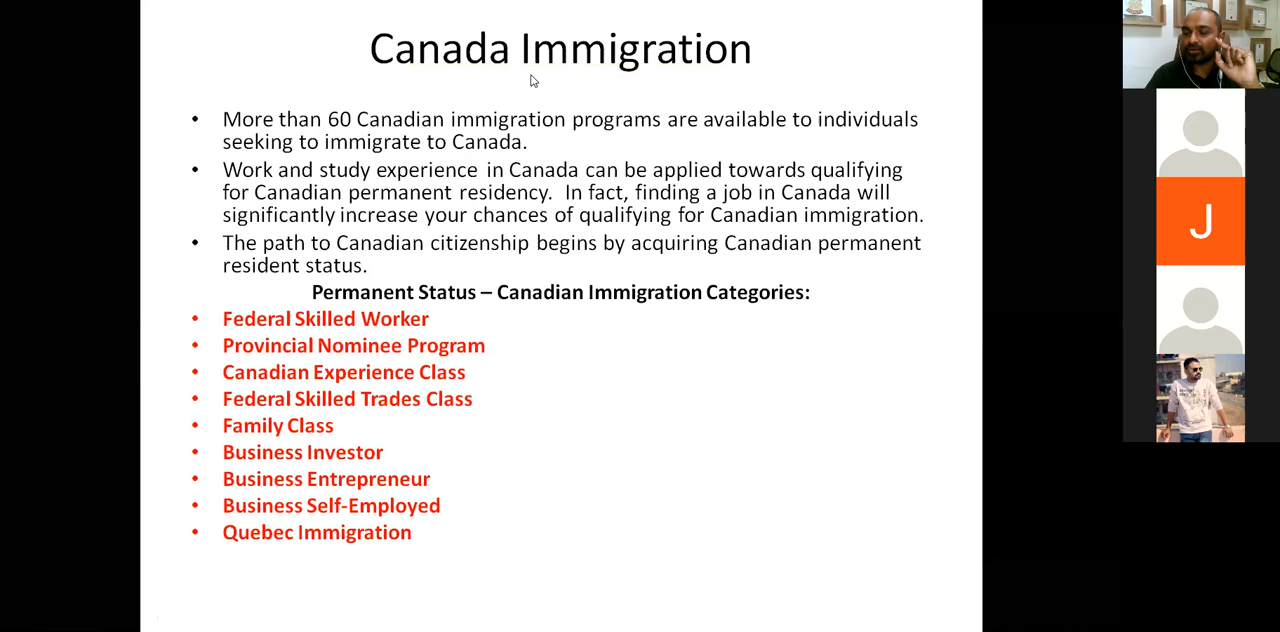 Canada Immigration
• More than 60 Canadian immigration programs are available to individuals
seeking to immigrate to Canada.
• Work and study experience in Canada can be applied towards qualifying
for Canadian permanent residency. In fact, finding a job in Canada will
significantly increase your chances of qualifying for Canadian immigration.
• The path to Canadian citizenship begins by acquiring Canadian permanent
resident status.
Permanent Status – Canadian Immigration Categories:
• Federal Skilled Worker
• Provincial Nominee Program
• Canadian Experience Class
• Federal Skilled Trades Class
• Family Class
• Business Investor
• Business Entrepreneur
• Business Self-Employed
• Quebec Immigration
J